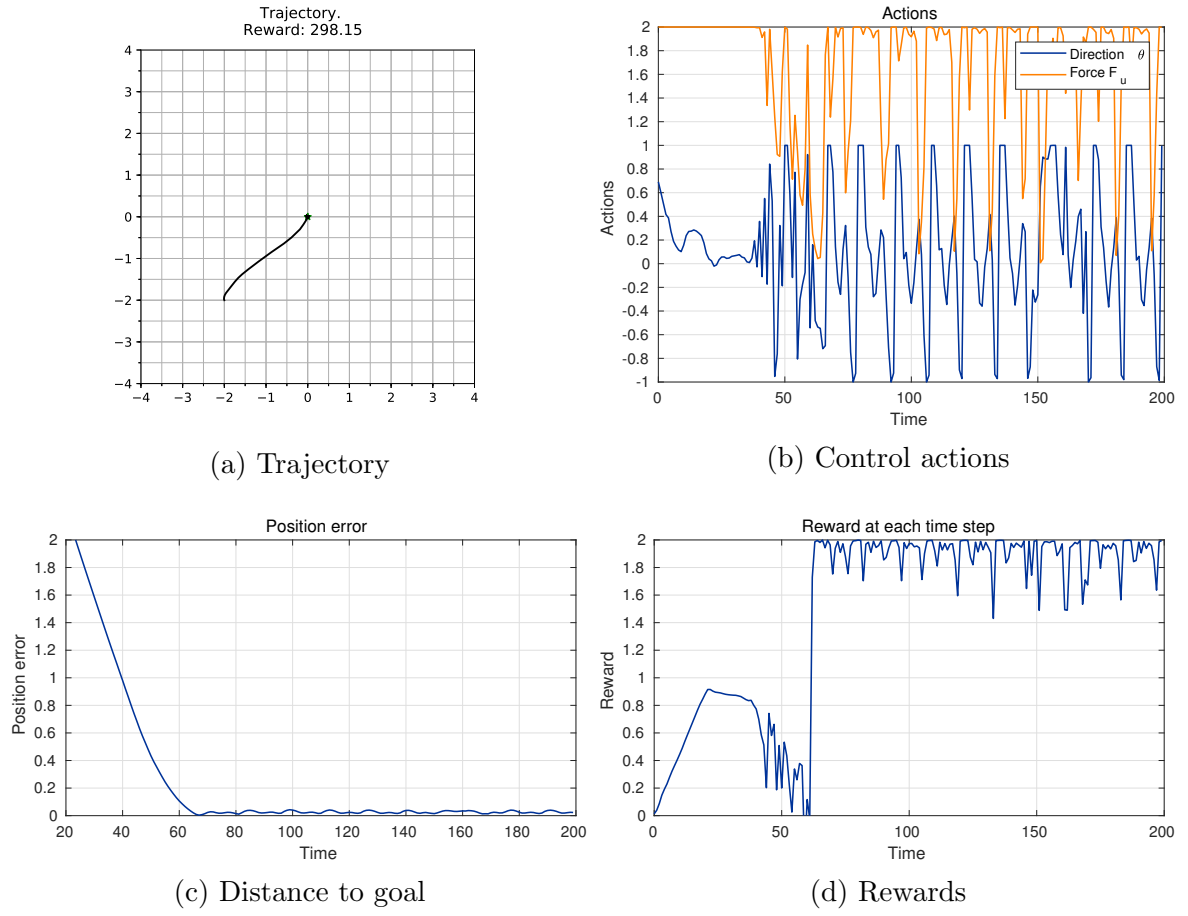 Trajectory.
Reward: 298.15
4
3
2
1
0
−1
−2
−3
−4
−4 −3 −2 −1 0 1 2 3 4
(a) Trajectory
Actions
2
1.8
1.6
1.4
1.2
1
0.8
0.6
0.4
0.2
0
-0.2
-0.4
-0.6
-0.8
-1
Actions
Direction θ
Force F_u
0 50 100 150 200
Time
(b) Control actions
Position error
2
1.8
1.6
1.4
1.2
1
0.8
0.6
0.4
0.2
0
Position error
20 40 60 80 100 120 140 160 180 200
Time
(c) Distance to goal
Reward at each time step
2
1.8
1.6
1.4
1.2
1
0.8
0.6
0.4
0.2
0
Reward
0 50 100 150 200
Time
(d) Rewards